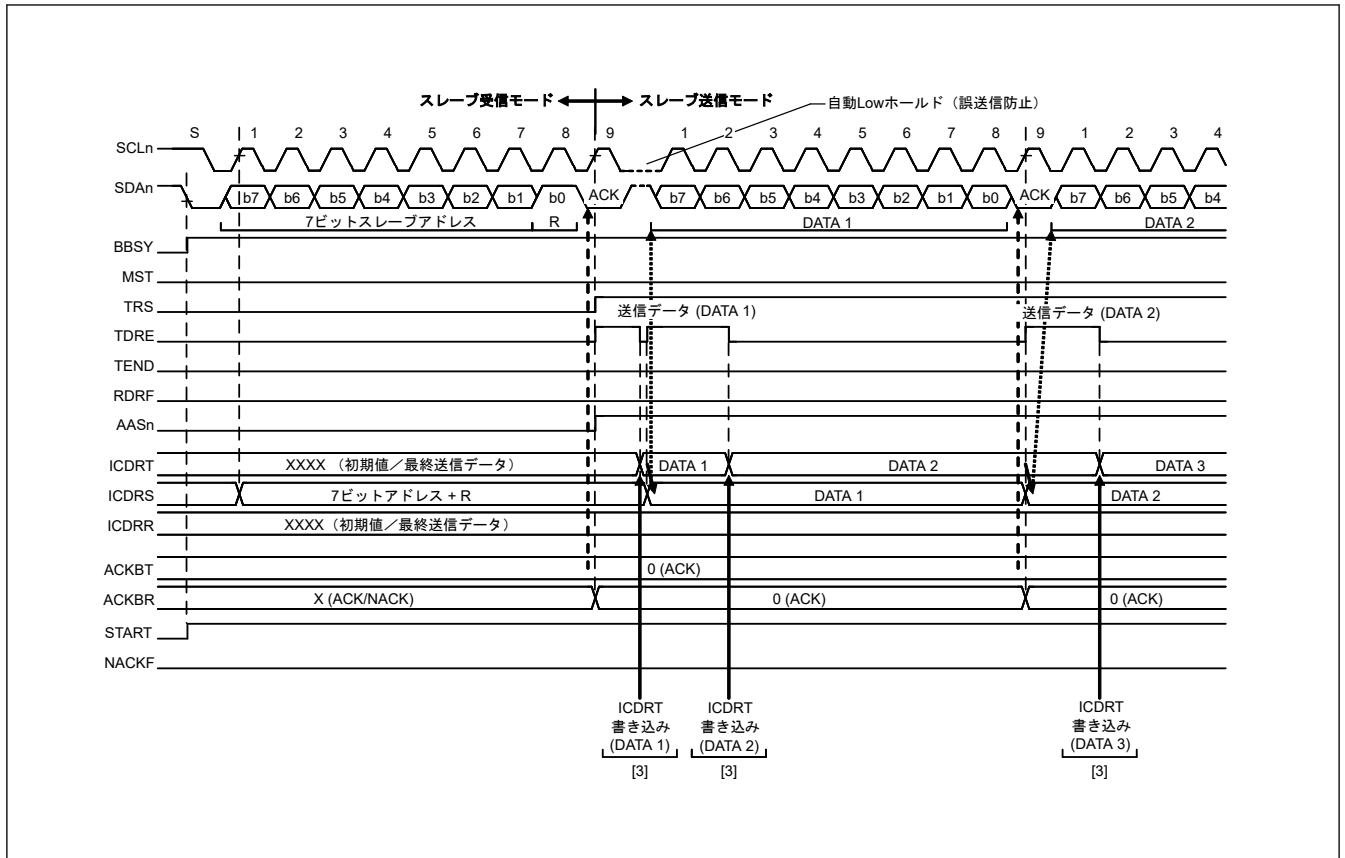 スレーブ受信モード スレーブ送信モード
自動Lowホールド（誤送信防止）
S 1 2 3 4 5 6 7 8 9 1 2 3 4 5 6 7 8 9 1 2 3 4
SCLn
SDAn b7 b6 b5 b4 b3 b2 b1 b0 ACK b7 b6 b5 b4 b3 b2 b1 b0 ACK b7 b6 b5 b4
7ビットスレーブアドレス R DATA 1 DATA 2
BBSY
MST
TRS
送信データ (DATA 1) 送信データ (DATA 2)
TDRE
TEND
RDRF
AASn
ICDRT XXXX （初期値／最終送信データ） DATA 1 DATA 2 DATA 3
ICDRS 7ビットアドレス + R DATA 1 DATA 2
ICDRR XXXX（初期値／最終送信データ）
ACKBT 0 (ACK)
ACKBR X (ACK/NACK) 0 (ACK) 0 (ACK)
START
NACKF
ICDRT ICDRT ICDRT
書き込み 書き込み 書き込み
(DATA 1) (DATA 2) (DATA 3)
[3] [3] [3]